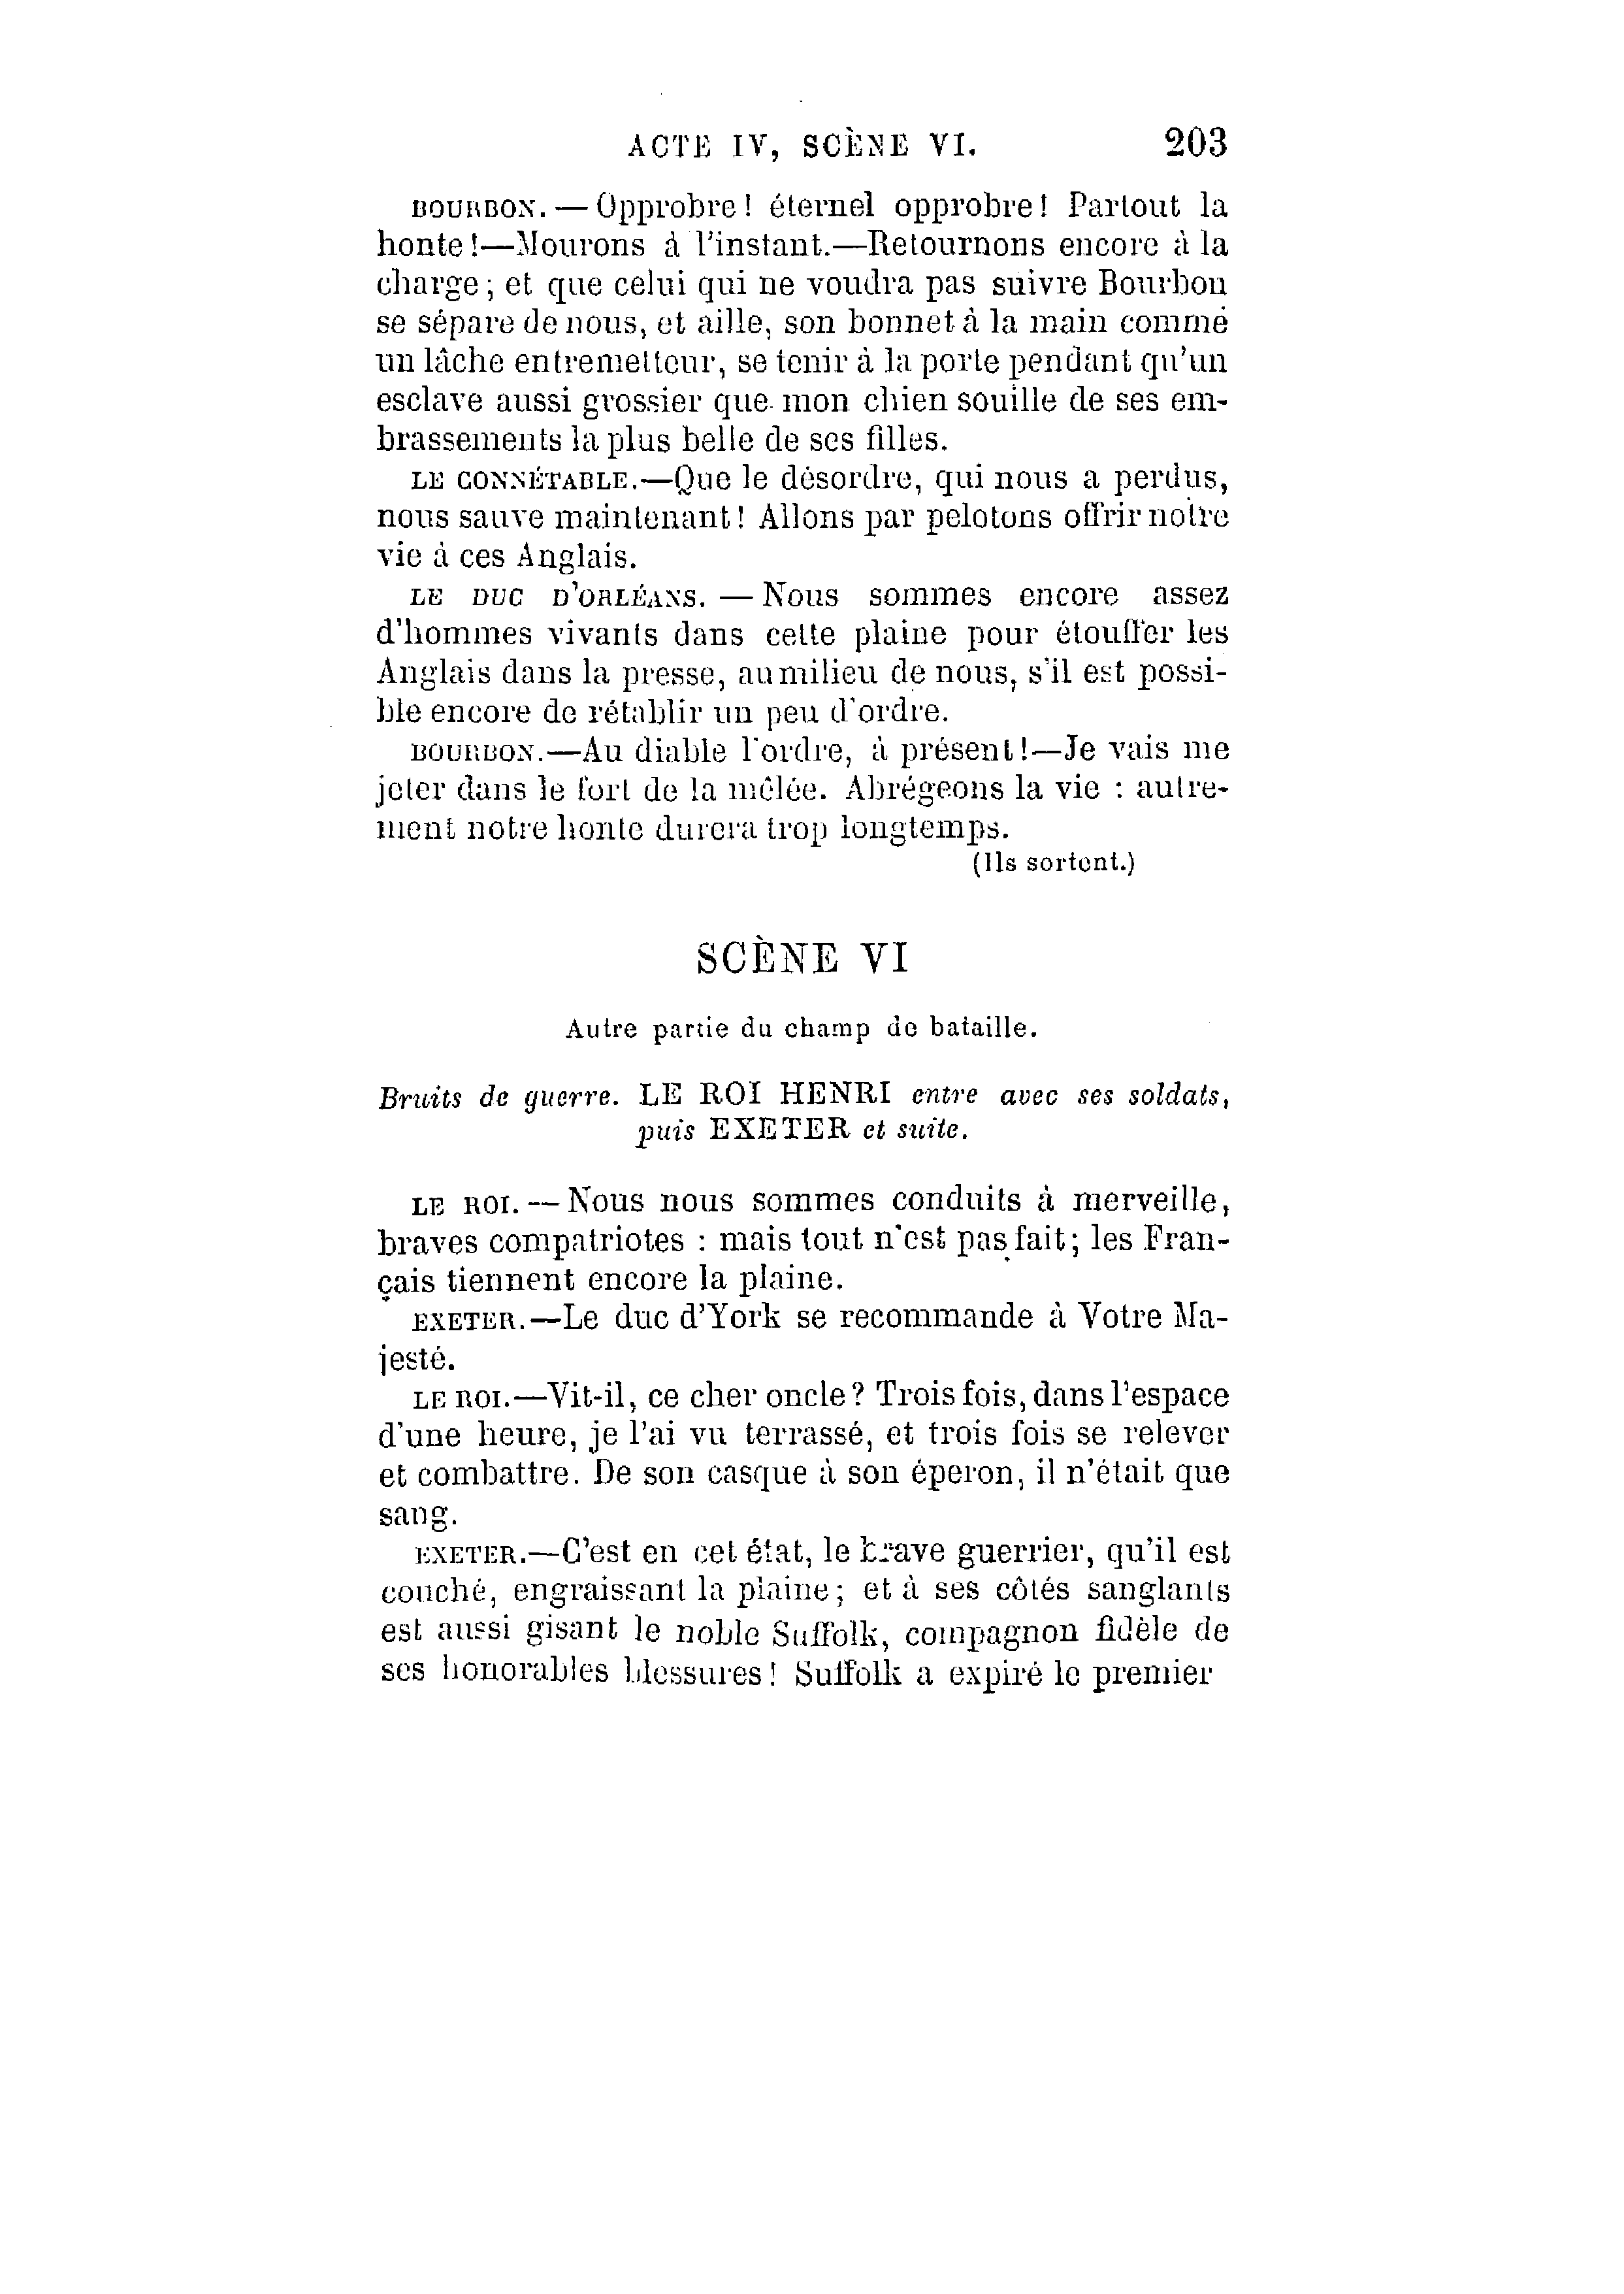 ACTE IV, SCÈNE VI. 203
BOURBON. — Opprobre ! éternel opprobre ! Partout la
honte !—Mourons à l'instant.—Retournons encore à la
charge ; et que celui qui ne voudra pas suivre Bourbon
se sépare de nous, et aille, son bonnet à la main comme
un lâche entremetteur, se tenir à la porte pendant qu'un
esclave aussi grossier que mon chien souille de ses em-
brassements la plus belle de ses filles.
LE CONNÉTABLE.—Que le désordre, qui nous a perdus,
nous sauve maintenant ! Allons par pelotons offrir notre
vie à ces Anglais.
LE DUC D'ORLÉANS. — Nous sommes encore assez
d'hommes vivants dans cette plaine pour étouffer les
Anglais dans la presse, au milieu de nous, s'il est possi-
ble encore de rétablir un peu d'ordre.
BOURBON.—Au diable l'ordre, à présent !—Je vais me
jeter dans le fort de la mêlée. Abrégeons la vie : autre-
ment notre honte durera trop longtemps.
(Ils sortent.)
SCÈNE VI
Autre partie du champ de bataille.
Bruits de guerre. LE ROI HENRI entre avec ses soldats,
puis EXETER et suite.
LE ROI. — Nous nous sommes conduits à merveille,
braves compatriotes : mais tout n'est pas fait ; les Fran-
çais tiennent encore la plaine.
EXETER.—Le duc d'York se recommande à Votre Ma-
jesté.
LE ROI.—Vit-il, ce cher oncle ? Trois fois, dans l'espace
d'une heure, je l'ai vu terrassé, et trois fois se relever
et combattre. De son casque à son éperon, il n'était que
sang.
EXETER.—C'est en cet état, le brave guerrier, qu'il est
couché, engraissant la plaine ; et à ses côtés sanglants
est aussi gisant le noble Suffolk, compagnon fidèle de
ses honorables blessures ! Suffolk a expiré le premier